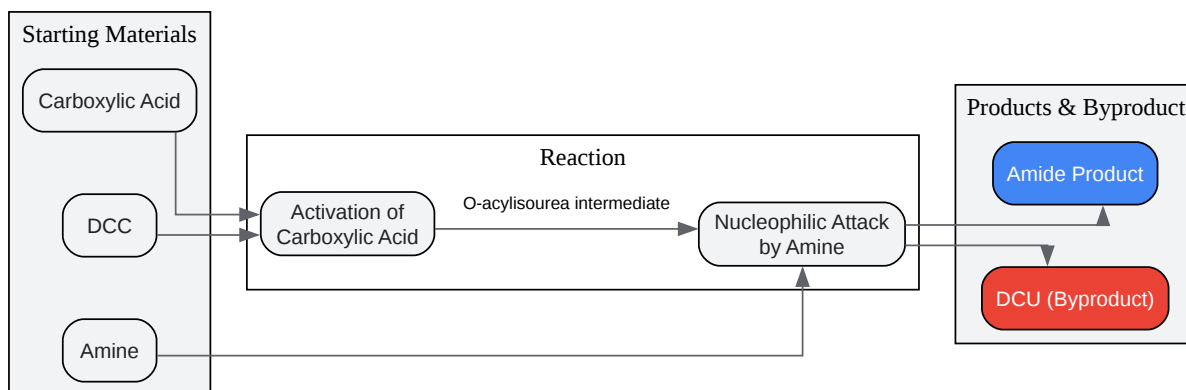 Starting Materials
Carboxylic Acid
DCC
Amine
Reaction
Activation of
Carboxylic Acid
O-acylisourea intermediate
Nucleophilic Attack
by Amine
Products & Byproduct
Amide Product
DCU (Byproduct)